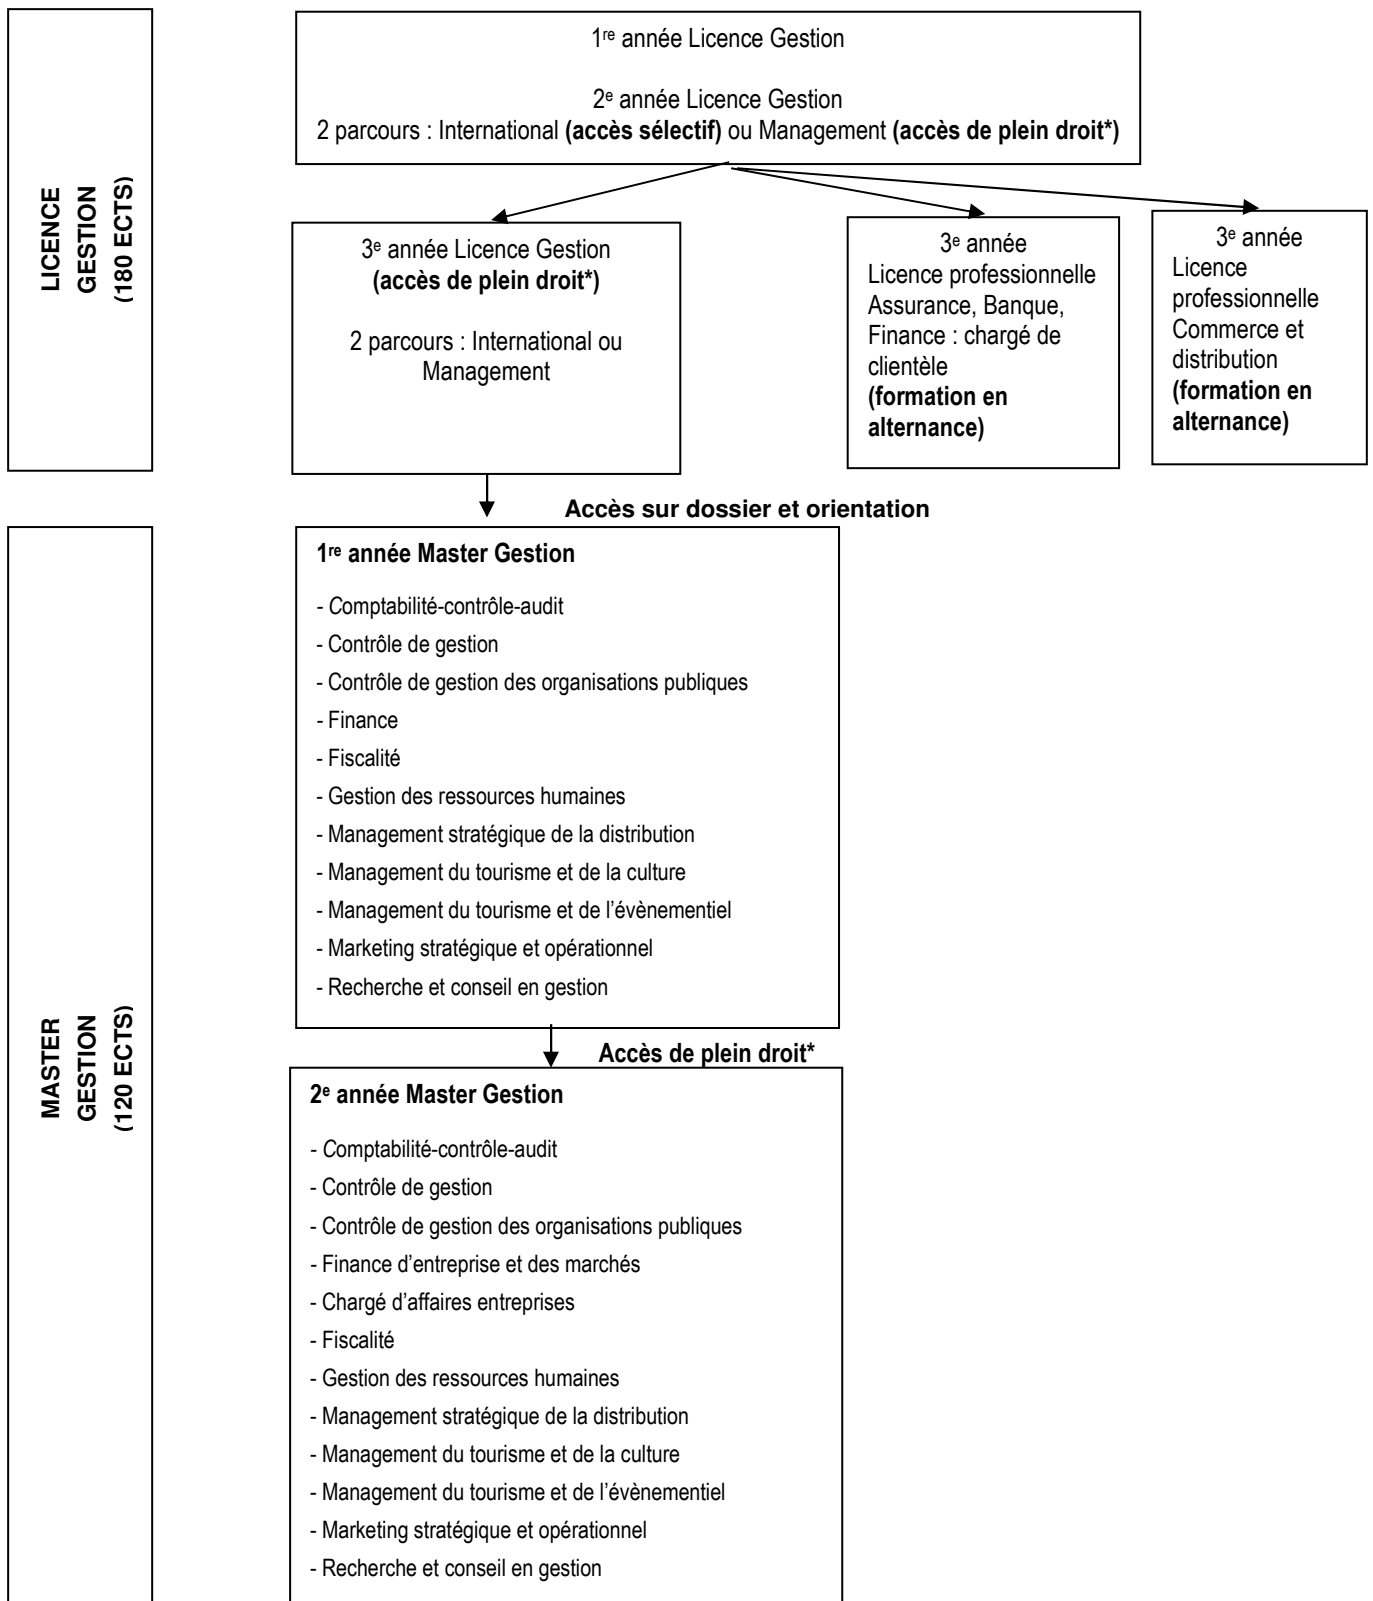 LICENCE
GESTION
(180 ECTS)
1re année Licence Gestion
2e année Licence Gestion
2 parcours : International (accès sélectif) ou Management (accès de plein droit*)
3e année Licence Gestion
(accès de plein droit*)
2 parcours : International ou
Management
3e année
Licence professionnelle
Assurance, Banque,
Finance : chargé de
clientèle
(formation en
alternance)
3e année
Licence
professionnelle
Commerce et
distribution
(formation en
alternance)
Accès sur dossier et orientation
MASTER
GESTION
(120 ECTS)
1re année Master Gestion
- Comptabilité-contrôle-audit
- Contrôle de gestion
- Contrôle de gestion des organisations publiques
- Finance
- Fiscalité
- Gestion des ressources humaines
- Management stratégique de la distribution
- Management du tourisme et de la culture
- Management du tourisme et de l’évènementiel
- Marketing stratégique et opérationnel
- Recherche et conseil en gestion
Accès de plein droit*
2e année Master Gestion
- Comptabilité-contrôle-audit
- Contrôle de gestion
- Contrôle de gestion des organisations publiques
- Finance d’entreprise et des marchés
- Chargé d’affaires entreprises
- Fiscalité
- Gestion des ressources humaines
- Management stratégique de la distribution
- Management du tourisme et de la culture
- Management du tourisme et de l’évènementiel
- Marketing stratégique et opérationnel
- Recherche et conseil en gestion